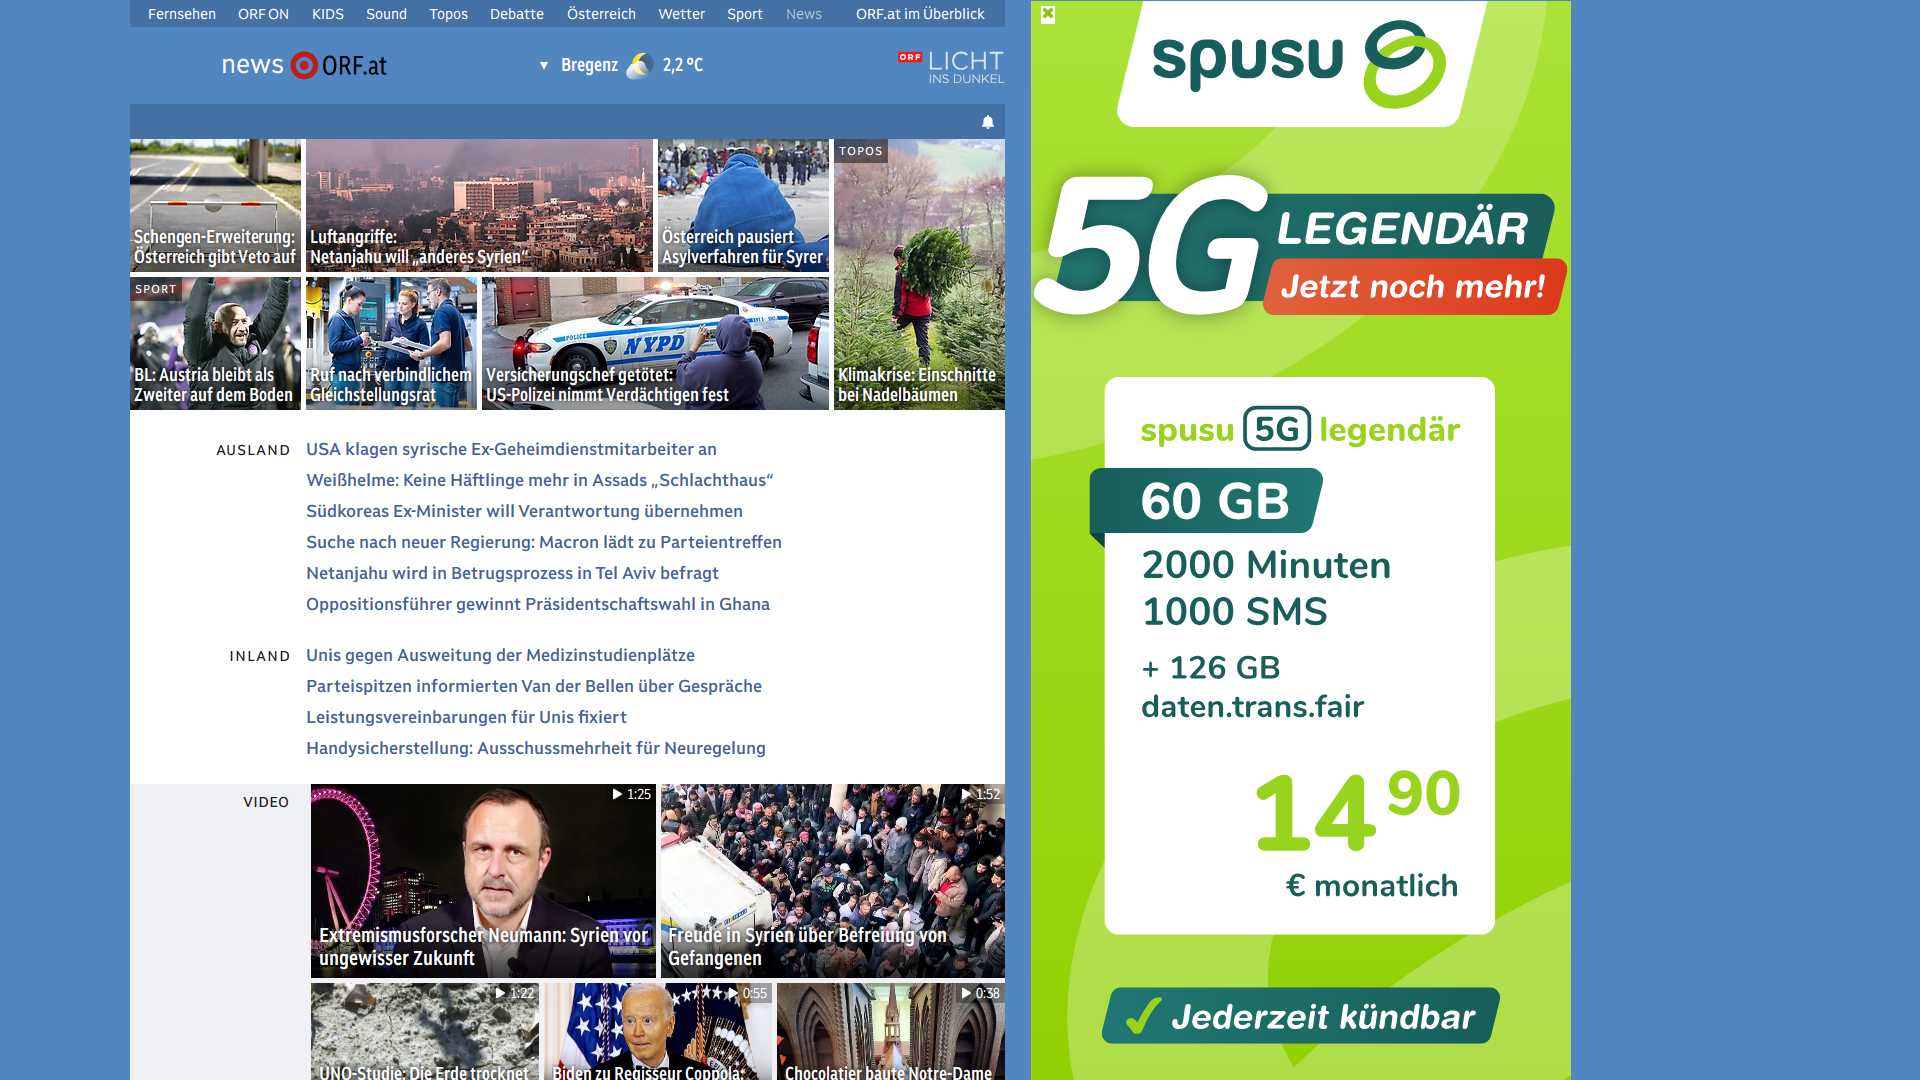 Fernsehen ORF ON KIDS Sound Topos Debatte Österreich Wetter Sport News ORF.at im Überblick
news ORF.at
▼ Bregenz 2,2 °C
ORF LICHT
INS DUNKEL
Schengen-Erweiterung:
Österreich gibt Veto auf
Luftangriffe:
Netanjahu will „anderes Syrien“
Österreich pausiert
Asylverfahren für Syrer
TOPOS
Klimakrise: Einschnitte
bei Nadelbäumen
SPORT
BL: Austria bleibt als
Zweiter auf dem Boden
Ruf nach verbindlichem
Gleichstellungsrat
POLICE
NYPD
Versicherungschef getötet:
US-Polizei nimmt Verdächtigen fest
AUSLAND
USA klagen syrische Ex-Geheimdienstmitarbeiter an
Weißhelme: Keine Häftlinge mehr in Assads „Schlachthaus“
Südkoreas Ex-Minister will Verantwortung übernehmen
Suche nach neuer Regierung: Macron lädt zu Parteientreffen
Netanjahu wird in Betrugsprozess in Tel Aviv befragt
Oppositionsführer gewinnt Präsidentschaftswahl in Ghana
INLAND
Unis gegen Ausweitung der Medizinstudienplätze
Parteispitzen informierten Van der Bellen über Gespräche
Leistungsvereinbarungen für Unis fixiert
Handysicherstellung: Ausschussmehrheit für Neuregelung
VIDEO
1:25
Extremismusforscher Neumann: Syrien vor
ungewisser Zukunft
1:52
Freude in Syrien über Befreiung von
Gefangenen
1:22
UNO-Studie: Die Erde trocknet
0:55
Biden zu Regisseur Coppola:
0:38
Chocolatier baute Notre-Dame
spusu
5G
LEGENDÄR
Jetzt noch mehr!
spusu 5G legendär
60 GB
2000 Minuten
1000 SMS
+ 126 GB
daten.trans.fair
14 90
€ monatlich
Jederzeit kündbar